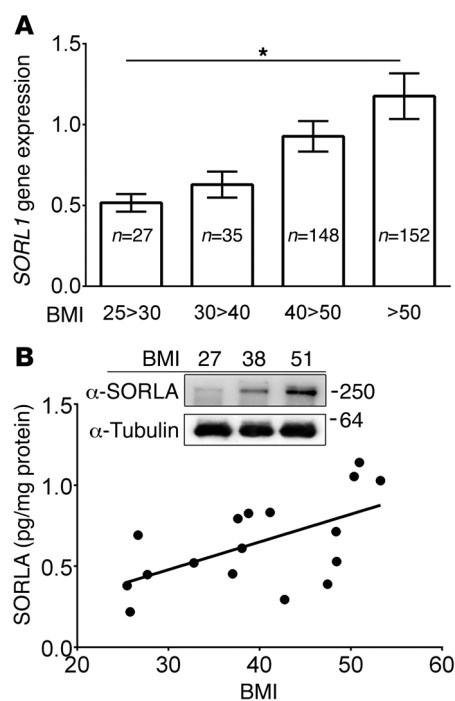 A
*
SORL1 gene expression
1.5
1.0
0.5
0.0
n=27 n=35 n=148 n=152
BMI 25>30 30>40 40>50 >50
B
BMI 27 38 51
α-SORLA -250
α-Tubulin -64
SORLA (pg/mg protein)
1.5
1.0
0.5
0.0
20 30 40 50 60
BMI